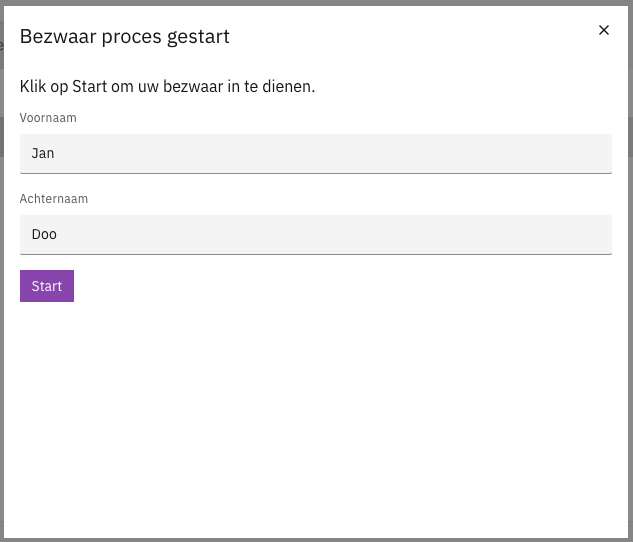 Bezwaar proces gestart
Klik op Start om uw bezwaar in te dienen.
Voornaam
Jan
Achternaam
Doo
Start